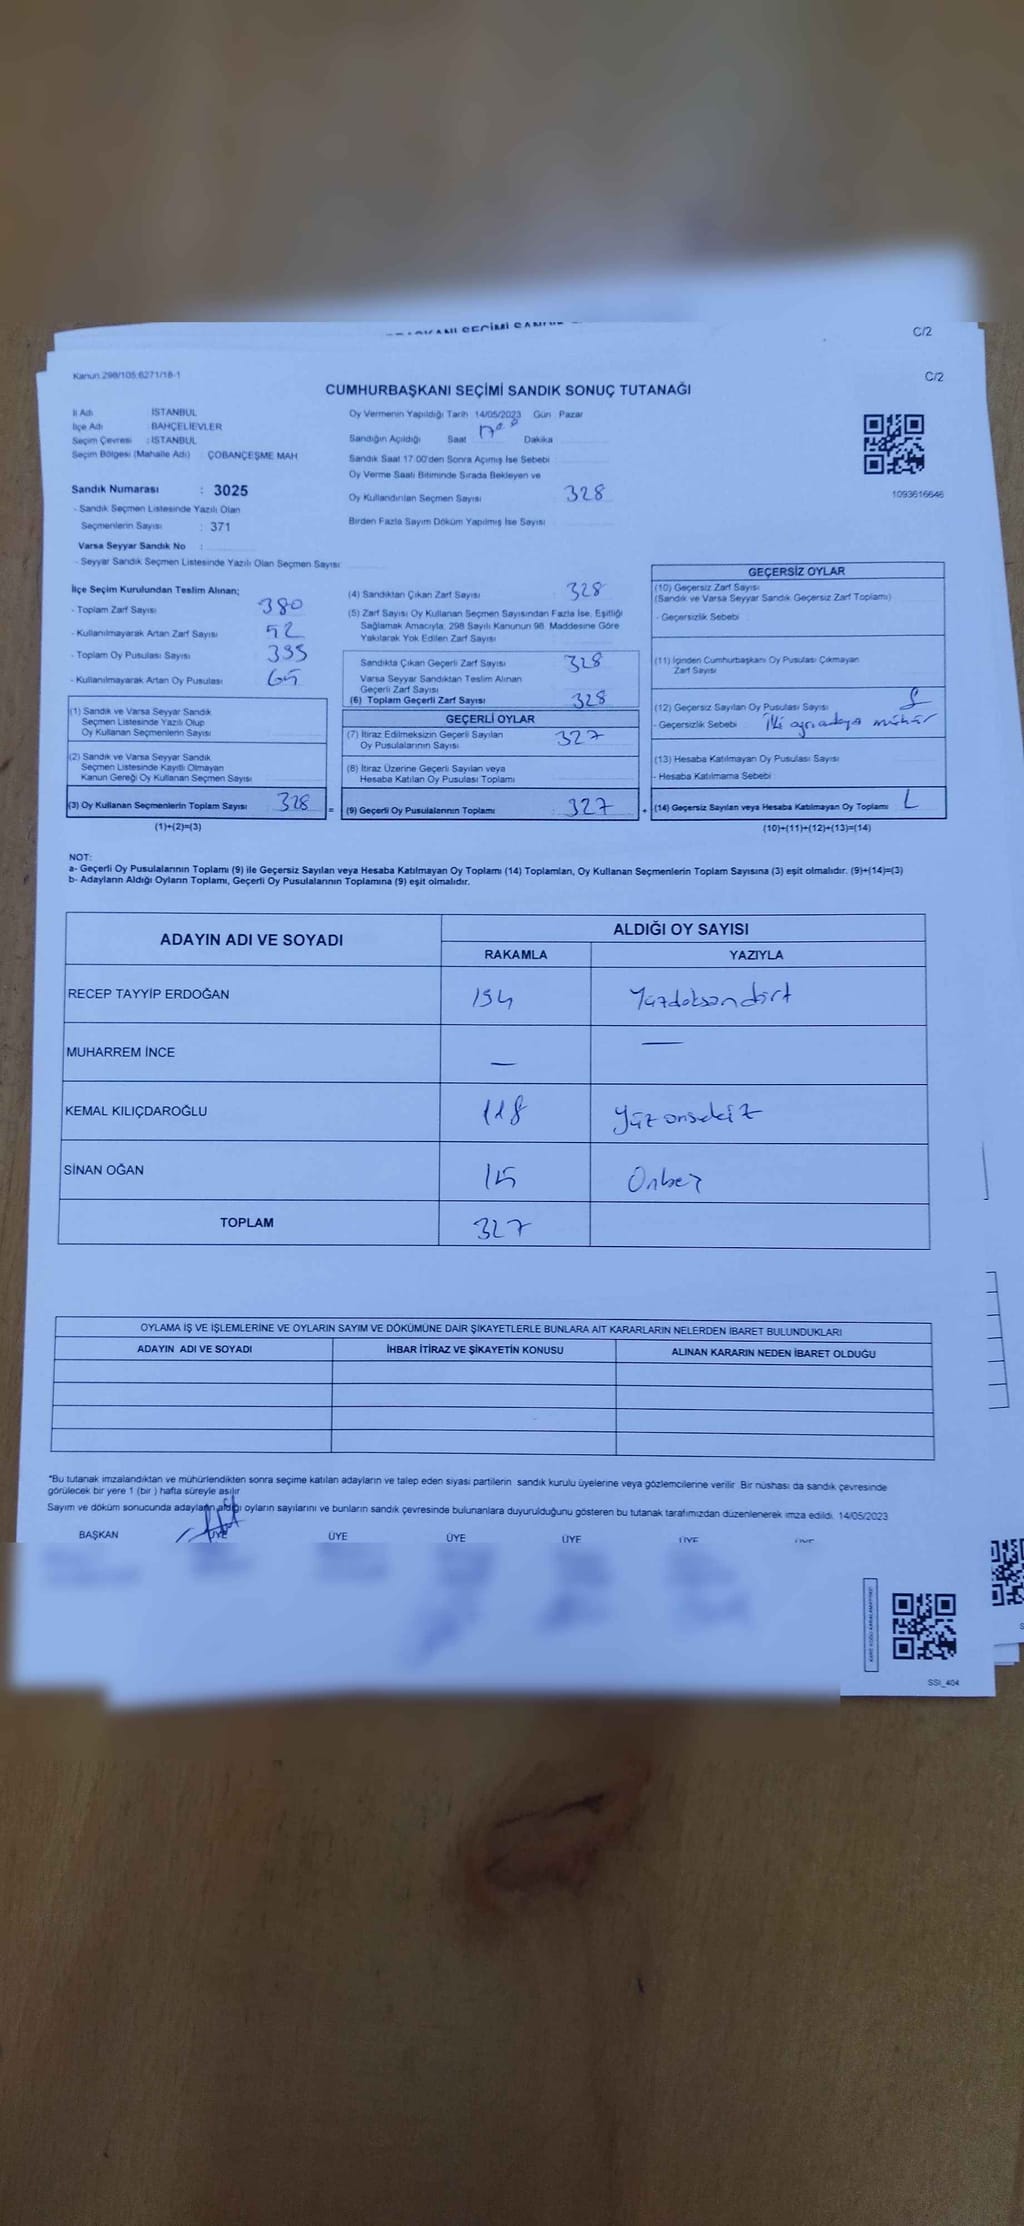 C/2
Kanun 298/105;6271/18-1
C/2
CUMHURBAŞKANI SEÇİMİ SANDIK SONUÇ TUTANAĞI
İl Adı : İSTANBUL
İlçe Adı : BAHÇELİEVLER
Seçim Çevresi : İSTANBUL
Seçim Bölgesi (Mahalle Adı) : ÇOBANÇEŞME MAH
Sandık Numarası : 3025
- Sandık Seçmen Listesinde Yazılı Olan
Seçmenlerin Sayısı : 371
Varsa Seyyar Sandık No :
- Seyyar Sandık Seçmen Listesinde Yazılı Olan Seçmen Sayısı
Oy Vermenin Yapıldığı Tarih 14/05/2023 Gün : Pazar
Sandığın Açıldığı Saat 17.00 Dakika
Sandık Saat 17:00'den Sonra Açılmış İse Sebebi
Oy Verme Saati Bitiminde Sırada Bekleyen ve
Oy Kullandırılan Seçmen Sayısı 328
Birden Fazla Sayım Döküm Yapılmış İse Sayısı
1093616646
İlçe Seçim Kurulundan Teslim Alınan;
- Toplam Zarf Sayısı 380
- Kullanılmayarak Artan Zarf Sayısı 52
- Toplam Oy Pusulası Sayısı
- Kullanılmayarak Artan Oy Pusulası
(1) Sandık ve Varsa Seyyar Sandık
Seçmen Listesinde Yazılı Olup
Oy Kullanan Seçmenlerin Sayısı
(2) Sandık ve Varsa Seyyar Sandık
Seçmen Listesinde Kayıtlı Olmayan
Kanun Gereği Oy Kullanan Seçmen Sayısı
(3) Oy Kullanan Seçmenlerin Toplam Sayısı 328 =
(1)+(2)=(3)
(4) Sandıktan Çıkan Zarf Sayısı 328
(5) Zarf Sayısı Oy Kullanan Seçmen Sayısından Fazla İse, Eşitliği
Sağlamak Amacıyla; 298 Sayılı Kanunun 98. Maddesine Göre
Yakılarak Yok Edilen Zarf Sayısı
Sandıkta Çıkan Geçerli Zarf Sayısı 328
Varsa Seyyar Sandıktan Teslim Alınan
Geçerli Zarf Sayısı
(6) Toplam Geçerli Zarf Sayısı 328
GEÇERLİ OYLAR
(7) İtiraz Edilmeksizin Geçerli Sayılan
Oy Pusulalarının Sayısı 327
(8) İtiraz Üzerine Geçerli Sayılan veya
Hesaba Katılan Oy Pusulası Toplamı
(9) Geçerli Oy Pusulalarının Toplamı : 327 +
GEÇERSİZ OYLAR
(10) Geçersiz Zarf Sayısı
(Sandık ve Varsa Seyyar Sandık Geçersiz Zarf Toplamı)
- Geçersizlik Sebebi
(11) İçinden Cumhurbaşkanı Oy Pusulası Çıkmayan
Zarf Sayısı
(12) Geçersiz Sayılan Oy Pusulası Sayısı
- Geçersizlik Sebebi İki ayrı adaya mühür
(13) Hesaba Katılmayan Oy Pusulası Sayısı
- Hesaba Katılmama Sebebi
(14) Geçersiz Sayılan veya Hesaba Katılmayan Oy Toplamı 1
(10)+(11)+(12)+(13)=(14)
NOT:
a- Geçerli Oy Pusulalarının Toplamı (9) ile Geçersiz Sayılan veya Hesaba Katılmayan Oy Toplamı (14) Toplamları, Oy Kullanan Seçmenlerin Toplam Sayısına (3) eşit olmalıdır. (9)+(14)=(3)
b- Adayların Aldığı Oyların Toplamı, Geçerli Oy Pusulalarının Toplamına (9) eşit olmalıdır.
ADAYIN ADI VE SOYADI
ALDIĞI OY SAYISI
RAKAMLA YAZIYLA
RECEP TAYYİP ERDOĞAN 194 Yüzdoksandört
MUHARREM İNCE — —
KEMAL KILIÇDAROĞLU 118 Yüzonsekiz
SİNAN OĞAN 15 Onbeş
TOPLAM 327
OYLAMA İŞ VE İŞLEMLERİNE VE OYLARIN SAYIM VE DÖKÜMÜNE DAİR ŞİKAYETLERLE BUNLARA AİT KARARLARIN NELERDEN İBARET BULUNDUKLARI
ADAYIN ADI VE SOYADI İHBAR İTİRAZ VE ŞİKAYETİN KONUSU ALINAN KARARIN NEDEN İBARET OLDUĞU
*Bu tutanak imzalandıktan ve mühürlendikten sonra seçime katılan adayların ve talep eden siyasi partilerin sandık kurulu üyelerine veya gözlemcilerine verilir. Bir nüshası da sandık çevresinde
görülecek bir yere 1 (bir) hafta süreyle asılır
Sayım ve döküm sonucunda adayların aldığı oyların sayılarını ve bunların sandık çevresinde bulunanlara duyurulduğunu gösteren bu tutanak tarafımızdan düzenlenerek imza edildi. 14/05/2023
BAŞKAN ÜYE ÜYE ÜYE ÜYE ÜYE ÜYE
SSI_404